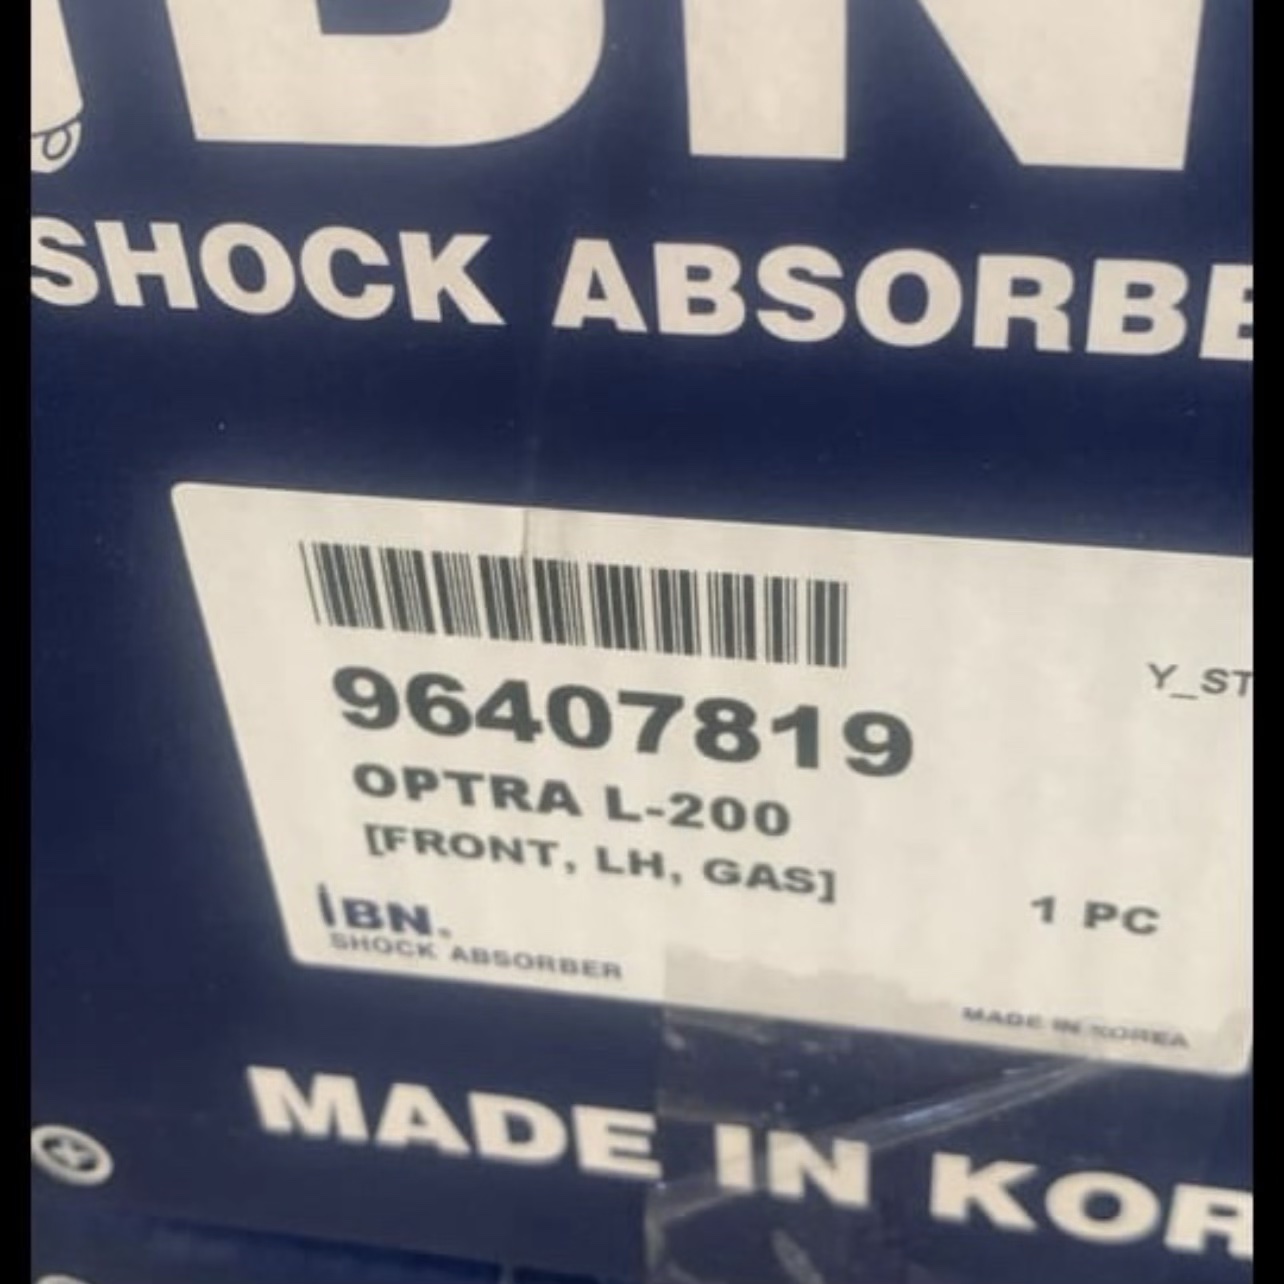 BN
SHOCK ABSORBE
96407819
Y_ST
OPTRA L-200
[FRONT, LH, GAS]
1 PC
iBN.
SHOCK ABSORBER
MADE IN KOREA
MADE IN KOR